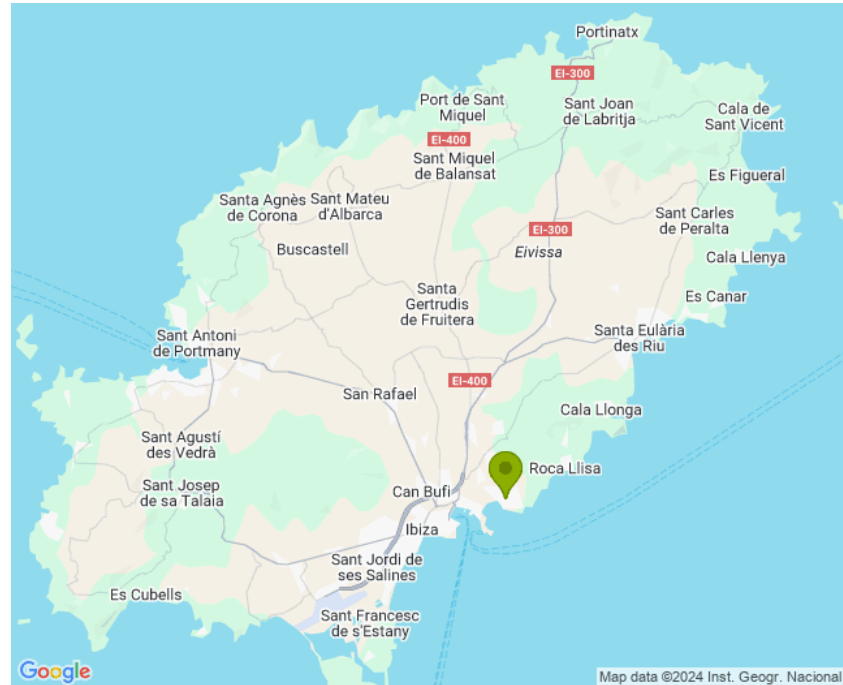 Portinatx
EI-300
Port de Sant
Miquel
Sant Joan
de Labritja
Cala de
Sant Vicent
EI-400
Sant Miquel
de Balansat
Es Figueral
Santa Agnès
de Corona
Sant Mateu
d'Albarca
Sant Carles
de Peralta
EI-300
Buscastell
Eivissa
Cala Llenya
Santa
Gertrudis
de Fruitera
Es Canar
Sant Antoni
de Portmany
Santa Eulària
des Riu
EI-400
San Rafael
Cala Llonga
Sant Agustí
des Vedrà
Roca Llisa
Sant Josep
de sa Talaia
Can Bufí
Ibiza
Sant Jordi de
ses Salines
Es Cubells
Sant Francesc
de s'Estany
Google
Map data ©2024 Inst. Geogr. Nacional